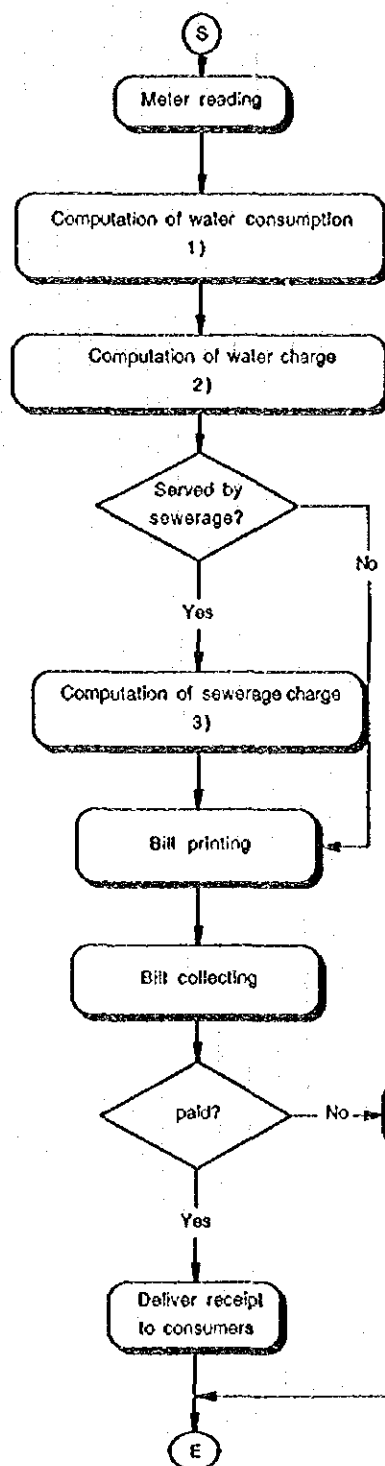 S
Meter reading
Computation of water consumption
1)
Computation of water charge
2)
Served by
sewerage?
No
Yes
Computation of sewerage charge
3)
Bill printing
Bill collecting
paid?
No
Yes
Deliver receipt
to consumers
E